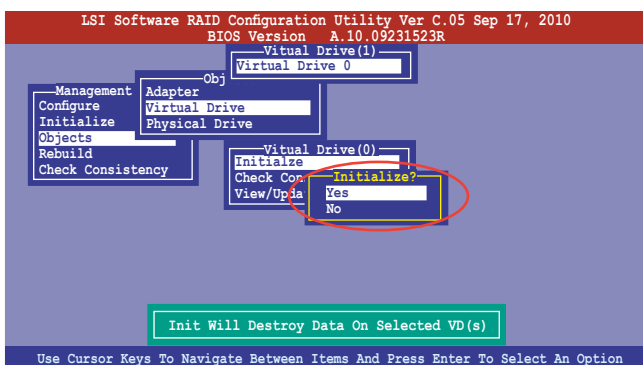 LSI Software RAID Configuration Utility Ver C.05 Sep 17, 2010
BIOS Version A.10.09231523R
Vitual Drive(1)
Virtual Drive 0
Obj
Adapter
Virtual Drive
Physical Drive
Management
Configure
Initialize
Objects
Rebuild
Check Consistency
Vitual Drive(0)
Initialze
Check Con
View/Upda
Initialize?
Yes
No
Init Will Destroy Data On Selected VD(s)
Use Cursor Keys To Navigate Between Items And Press Enter To Select An Option